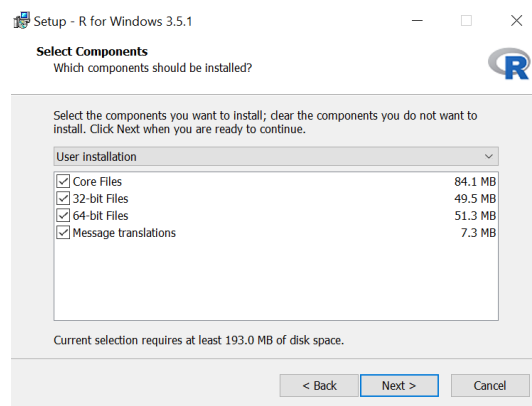 Setup - R for Windows 3.5.1
Select Components
Which components should be installed?
R
Select the components you want to install; clear the components you do not want to
install. Click Next when you are ready to continue.
User installation
Core Files 84.1 MB
32-bit Files 49.5 MB
64-bit Files 51.3 MB
Message translations 7.3 MB
Current selection requires at least 193.0 MB of disk space.
< Back Next > Cancel